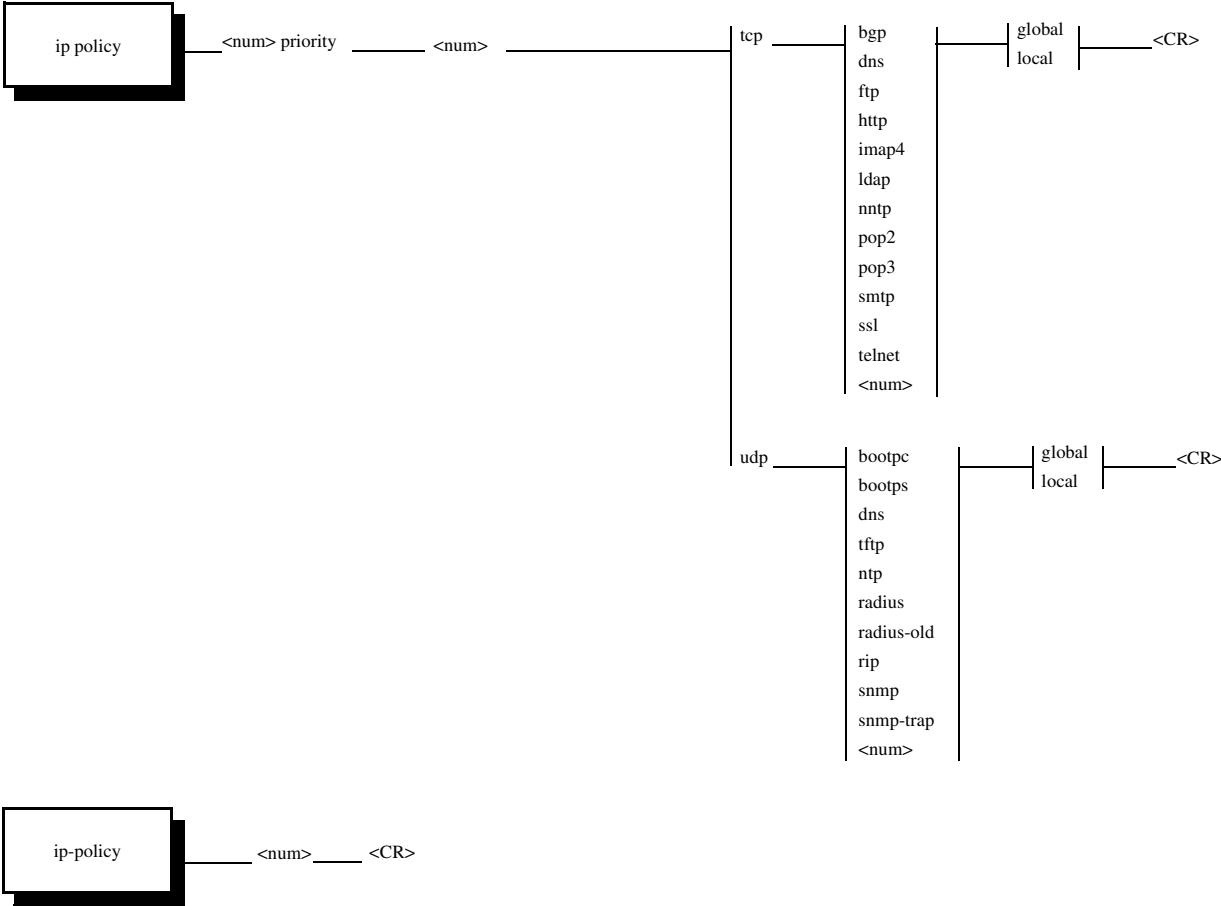 ip policy
<num> priority
<num>
tcp
bgp
dns
ftp
http
imap4
ldap
nntp
pop2
pop3
smtp
ssl
telnet
<num>
global
local
<CR>
udp
bootpc
bootps
dns
tftp
ntp
radius
radius-old
rip
snmp
snmp-trap
<num>
global
local
<CR>
ip-policy
<num>
<CR>